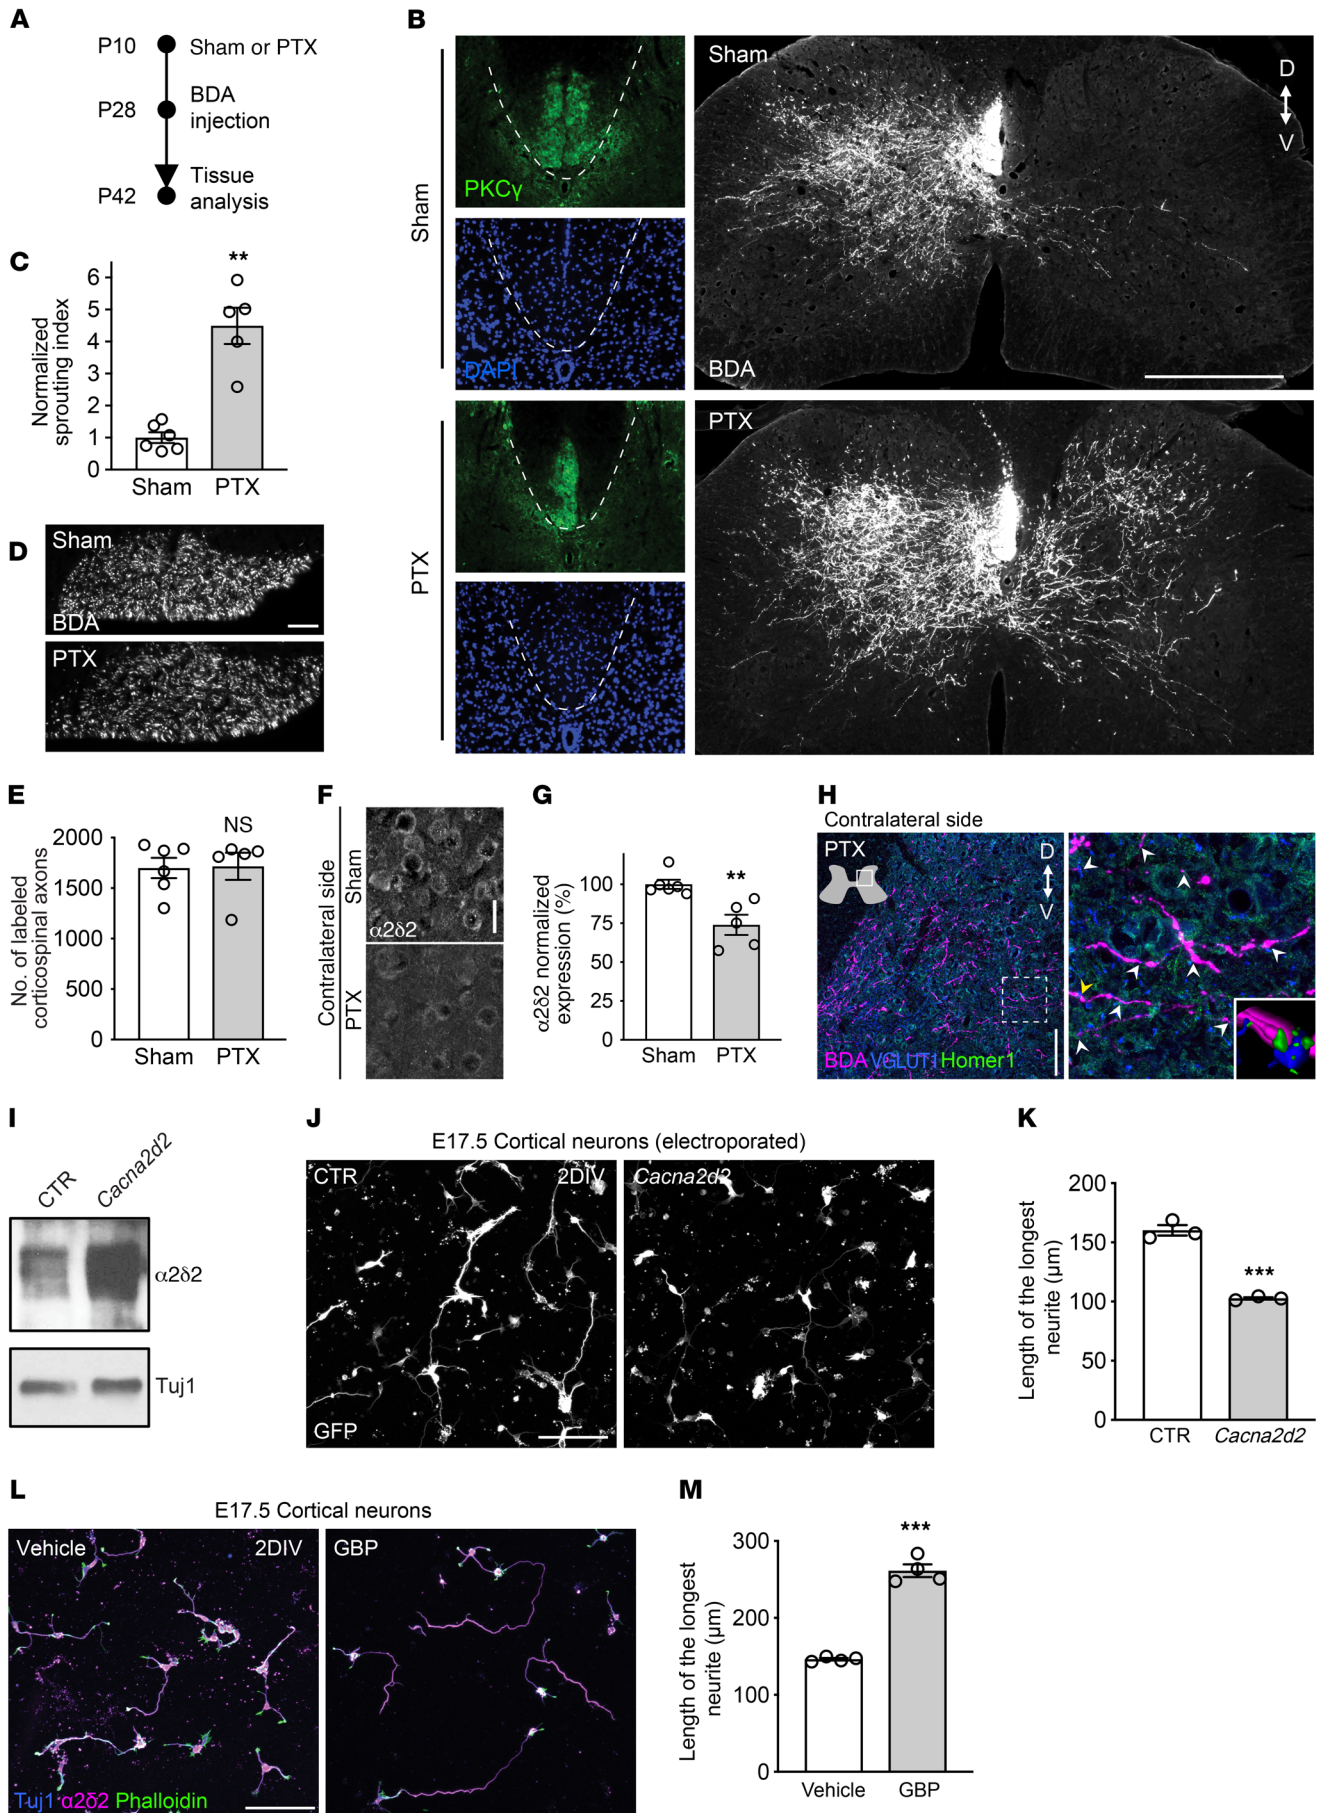 A
P10
Sham or PTX
P28
BDA
injection
P42
Tissue
analysis
B
Sham
PKCγ
DAPI
Sham
D
V
BDA
PTX
PTX
C
Normalized
sprouting index
6
5
4
3
2
1
0
**
Sham
PTX
D
Sham
BDA
PTX
E
No. of labeled
corticospinal axons
2000
1500
1000
500
0
NS
Sham
PTX
F
Contralateral side
Sham
PTX
α2δ2
G
α2δ2 normalized
expression (%)
100
75
50
25
0
**
Sham
PTX
H
Contralateral side
PTX
D
V
BDA VGLUT1 Homer1
I
CTR
Cacna2d2
α2δ2
Tuj1
J
E17.5 Cortical neurons (electroporated)
CTR
2DIV
GFP
Cacna2d2
K
Length of the longest
neurite (μm)
200
150
100
50
0
***
CTR
Cacna2d2
L
E17.5 Cortical neurons
Vehicle
2DIV
GBP
Tuj1 α2δ2 Phalloidin
M
Length of the longest
neurite (μm)
300
200
100
0
***
Vehicle
GBP